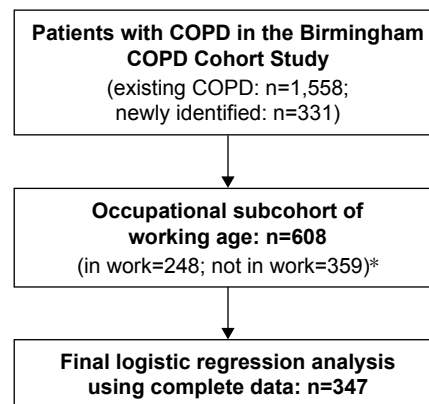 Patients with COPD in the Birmingham
COPD Cohort Study
(existing COPD: n=1,558;
newly identified: n=331)
Occupational subcohort of
working age: n=608
(in work=248; not in work=359)*
Final logistic regression analysis
using complete data: n=347